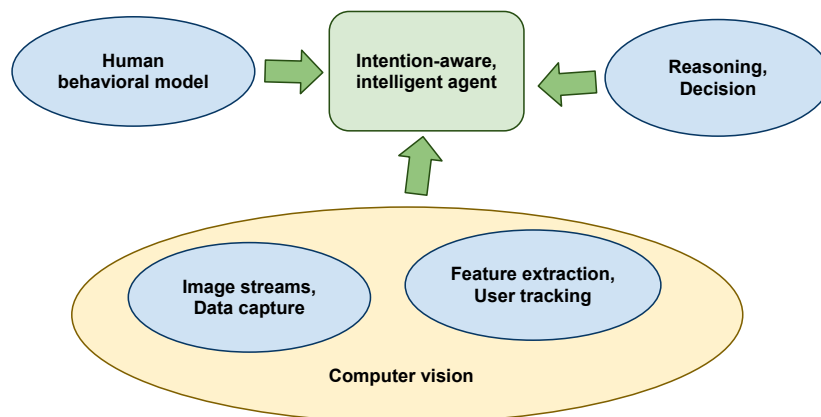 Human
behavioral model
Intention-aware,
intelligent agent
Reasoning,
Decision
Image streams,
Data capture
Feature extraction,
User tracking
Computer vision